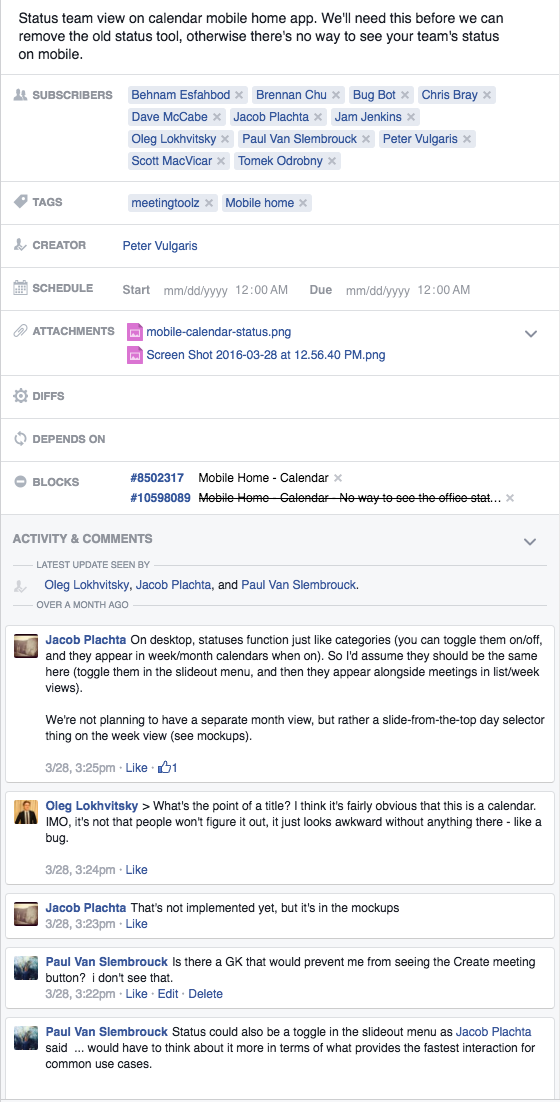 Status team view on calendar mobile home app. We'll need this before we can
remove the old status tool, otherwise there's no way to see your team's status
on mobile.
SUBSCRIBERS
Behnam Esfahbod × Brennan Chu × Bug Bot × Chris Bray ×
Dave McCabe × Jacob Plachta × Jam Jenkins ×
Oleg Lokhvitsky × Paul Van Slembrouck × Peter Vulgaris ×
Scott MacVicar × Tomek Odrobny ×
TAGS meetingtoolz × Mobile home ×
CREATOR Peter Vulgaris
SCHEDULE Start mm/dd/yyyy 12:00 AM Due mm/dd/yyyy 12:00 AM
ATTACHMENTS mobile-calendar-status.png
Screen Shot 2016-03-28 at 12.56.40 PM.png
DIFFS
DEPENDS ON
BLOCKS #8502317 Mobile Home - Calendar ×
#10598089 Mobile Home - Calendar - No way to see the office stat... ×
ACTIVITY & COMMENTS
LATEST UPDATE SEEN BY
Oleg Lokhvitsky, Jacob Plachta, and Paul Van Slembrouck.
OVER A MONTH AGO
Jacob Plachta On desktop, statuses function just like categories (you can toggle them on/off,
and they appear in week/month calendars when on). So I'd assume they should be the same
here (toggle them in the slideout menu, and then they appear alongside meetings in list/week
views).
We're not planning to have a separate month view, but rather a slide-from-the-top day selector
thing on the week view (see mockups).
3/28, 3:25pm · Like · 1
Oleg Lokhvitsky > What's the point of a title? I think it's fairly obvious that this is a calendar.
IMO, it's not that people won't figure it out, it just looks awkward without anything there - like a
bug.
3/28, 3:24pm · Like
Jacob Plachta That's not implemented yet, but it's in the mockups
3/28, 3:23pm · Like
Paul Van Slembrouck Is there a GK that would prevent me from seeing the Create meeting
button? i don't see that.
3/28, 3:22pm · Like · Edit · Delete
Paul Van Slembrouck Status could also be a toggle in the slideout menu as Jacob Plachta
said ... would have to think about it more in terms of what provides the fastest interaction for
common use cases.